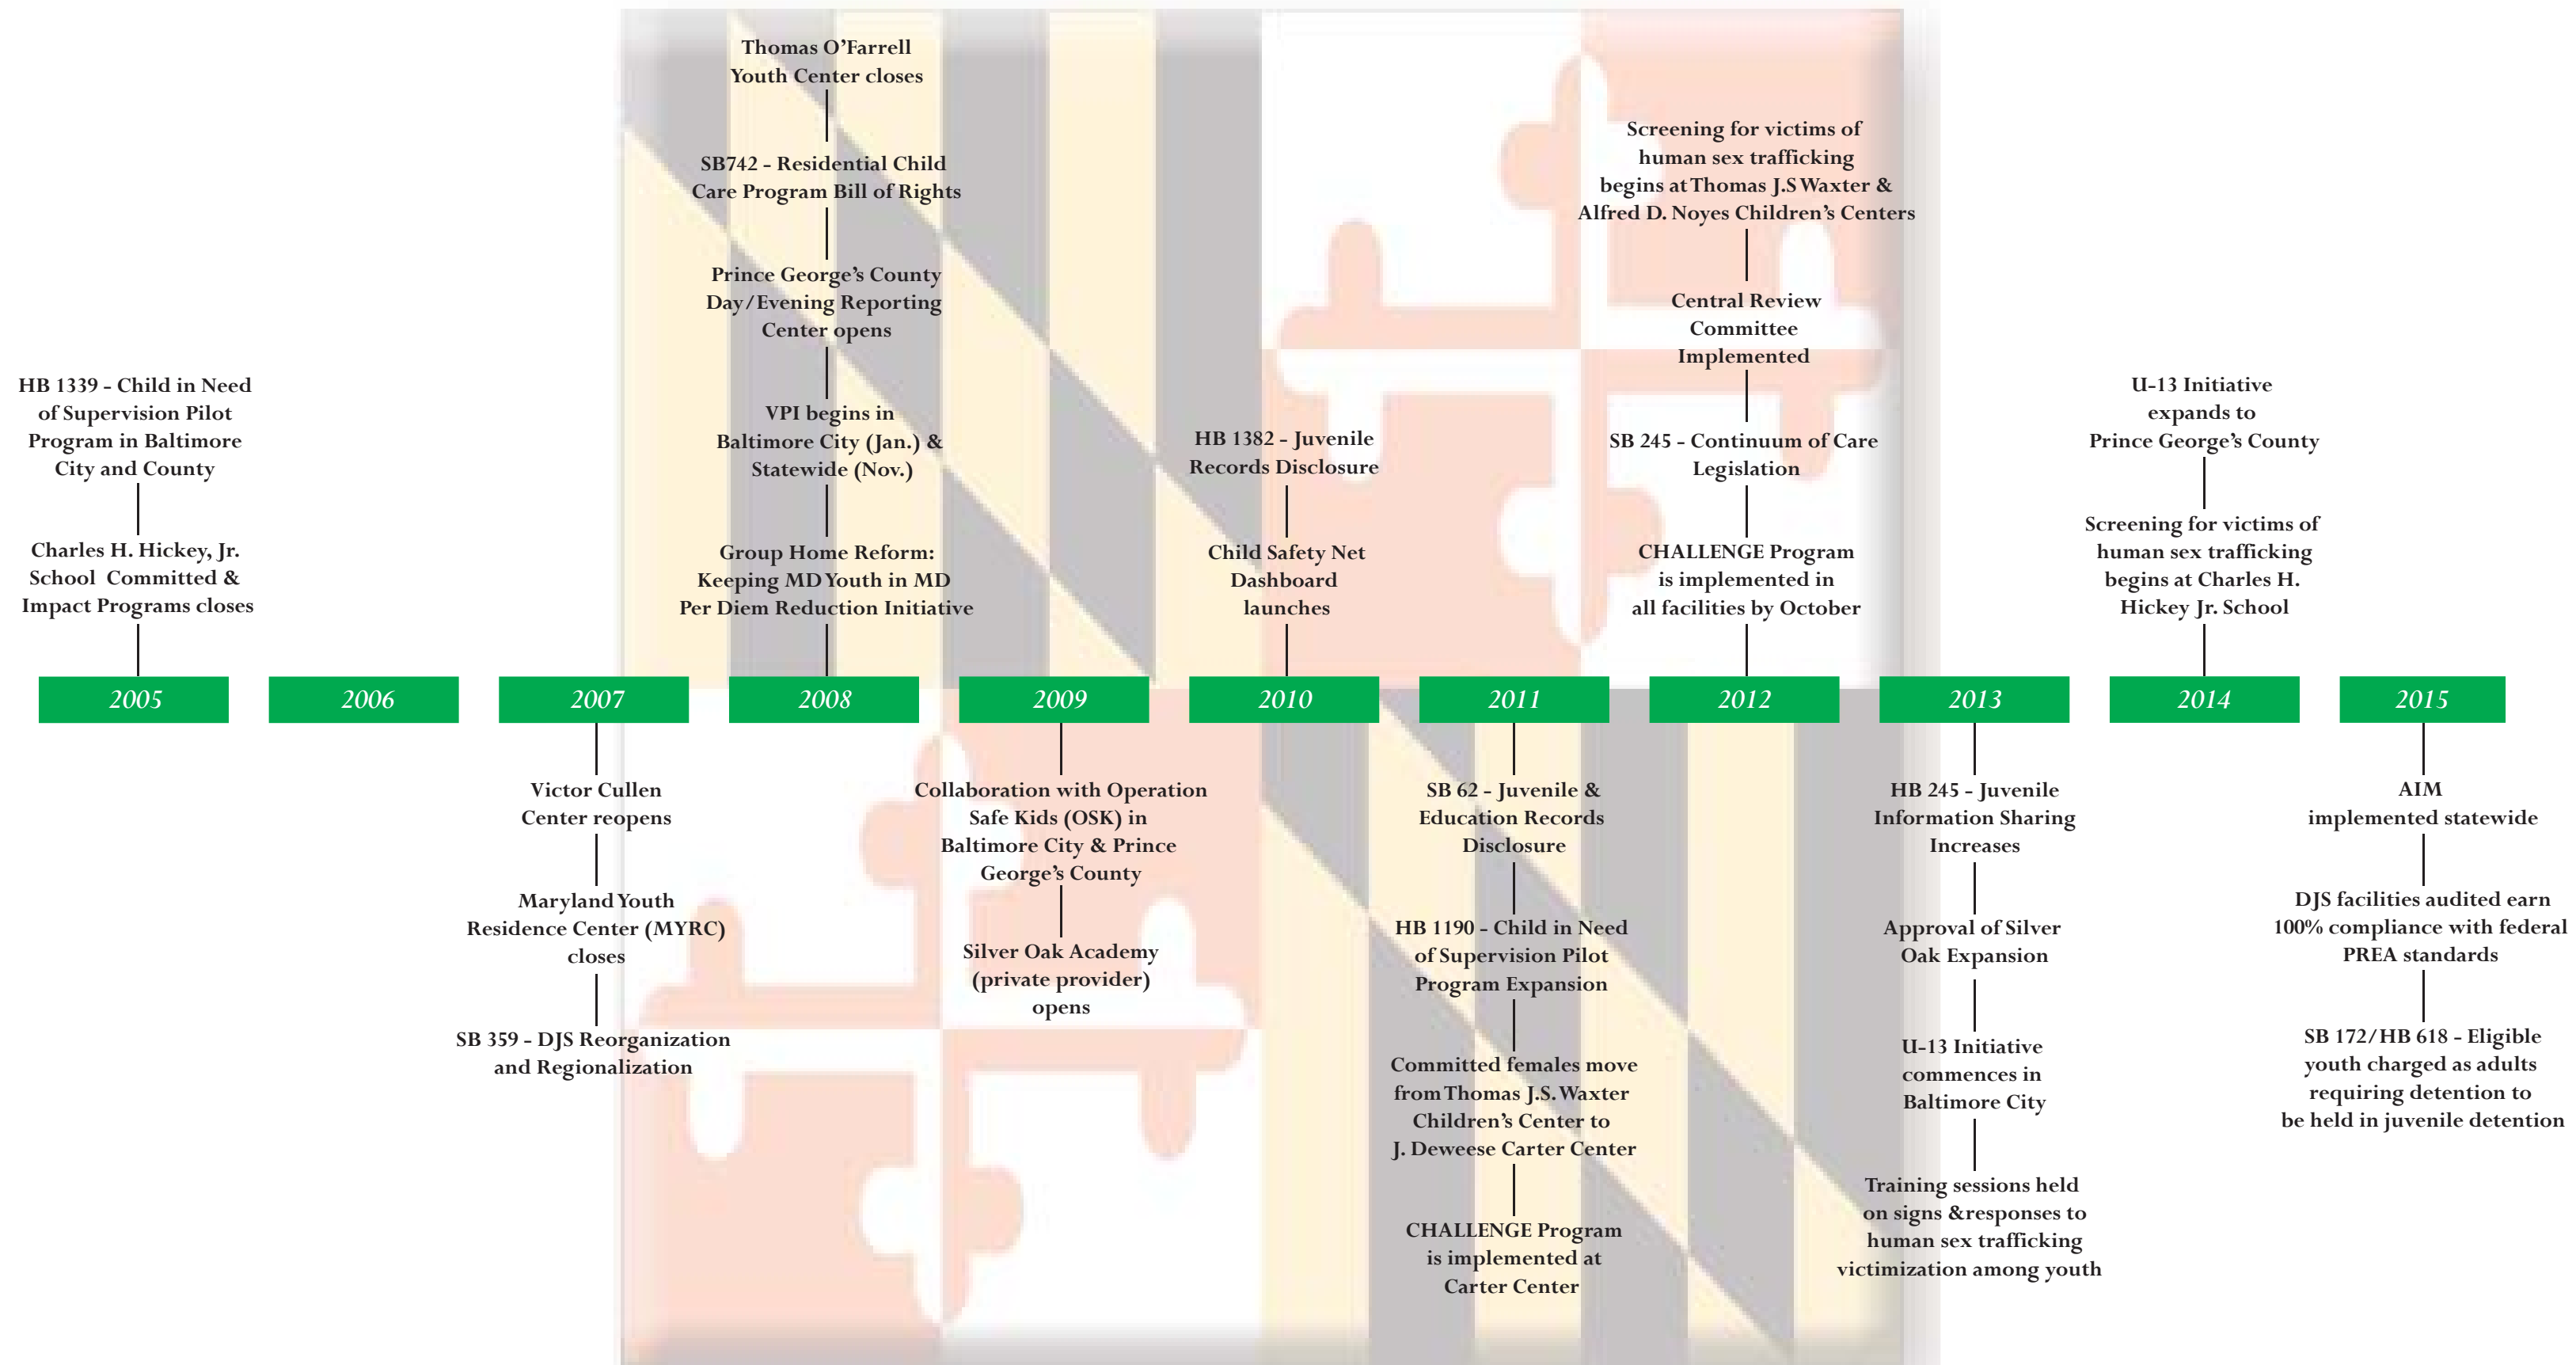 Thomas O’Farrell
Youth Center closes
SB742 - Residential Child
Care Program Bill of Rights
Prince George’s County
Day/Evening Reporting
Center opens
VPI begins in
Baltimore City (Jan.) &
Statewide (Nov.)
Group Home Reform:
Keeping MD Youth in MD
Per Diem Reduction Initiative
Screening for victims of
human sex trafficking
begins at Thomas J.S Waxter &
Alfred D. Noyes Children’s Centers
Central Review
Committee
Implemented
SB 245 - Continuum of Care
Legislation
CHALLENGE Program
is implemented in
all facilities by October
HB 1339 - Child in Need
of Supervision Pilot
Program in Baltimore
City and County
Charles H. Hickey, Jr.
School Committed &
Impact Programs closes
HB 1382 - Juvenile
Records Disclosure
Child Safety Net
Dashboard
launches
U-13 Initiative
expands to
Prince George’s County
Screening for victims of
human sex trafficking
begins at Charles H.
Hickey Jr. School
2005
2006
2007
2008
2009
2010
2011
2012
2013
2014
2015
Victor Cullen
Center reopens
Maryland Youth
Residence Center (MYRC)
closes
SB 359 - DJS Reorganization
and Regionalization
Collaboration with Operation
Safe Kids (OSK) in
Baltimore City & Prince
George’s County
Silver Oak Academy
(private provider)
opens
SB 62 - Juvenile &
Education Records
Disclosure
HB 1190 - Child in Need
of Supervision Pilot
Program Expansion
Committed females move
from Thomas J.S. Waxter
Children’s Center to
J. Deweese Carter Center
CHALLENGE Program
is implemented at
Carter Center
HB 245 - Juvenile
Information Sharing
Increases
Approval of Silver
Oak Expansion
U-13 Initiative
commences in
Baltimore City
Training sessions held
on signs &responses to
human sex trafficking
victimization among youth
AIM
implemented statewide
DJS facilities audited earn
100% compliance with federal
PREA standards
SB 172/HB 618 - Eligible
youth charged as adults
requiring detention to
be held in juvenile detention